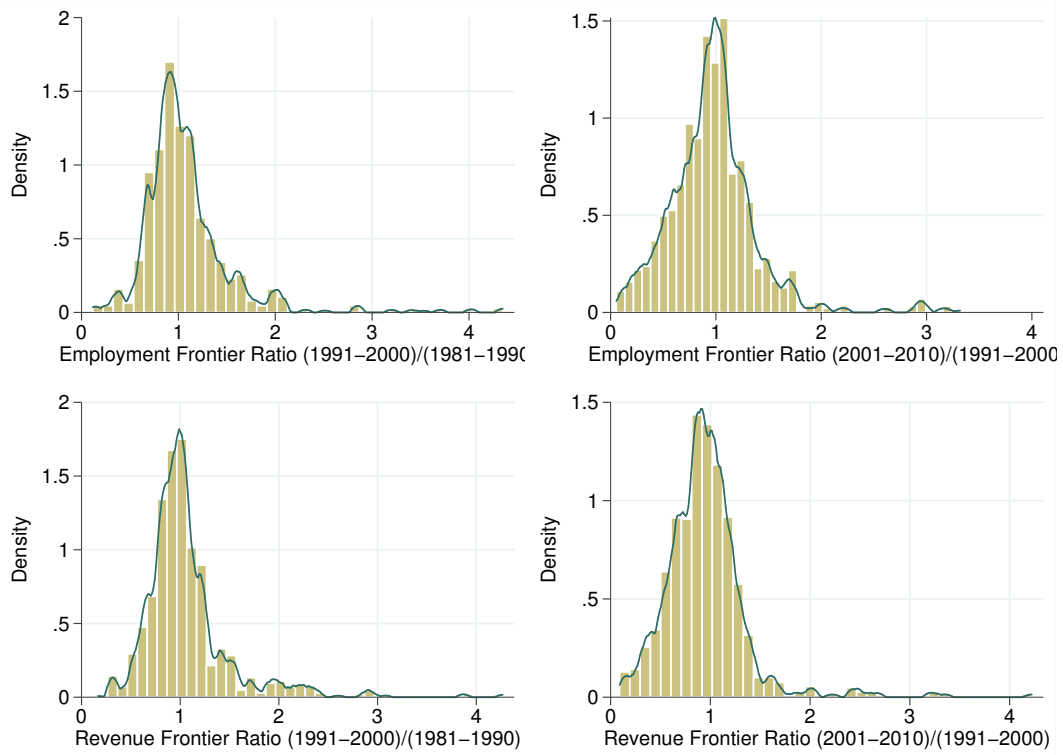 2
1.5
1
.5
0
Density
0 1 2 3 4
Employment Frontier Ratio (1991−2000)/(1981−1990
1.5
1
.5
0
Density
0 1 2 3 4
Employment Frontier Ratio (2001−2010)/(1991−2000
2
1.5
1
.5
0
Density
0 1 2 3 4
Revenue Frontier Ratio (1991−2000)/(1981−1990)
1.5
1
.5
0
Density
0 1 2 3 4
Revenue Frontier Ratio (2001−2010)/(1991−2000)